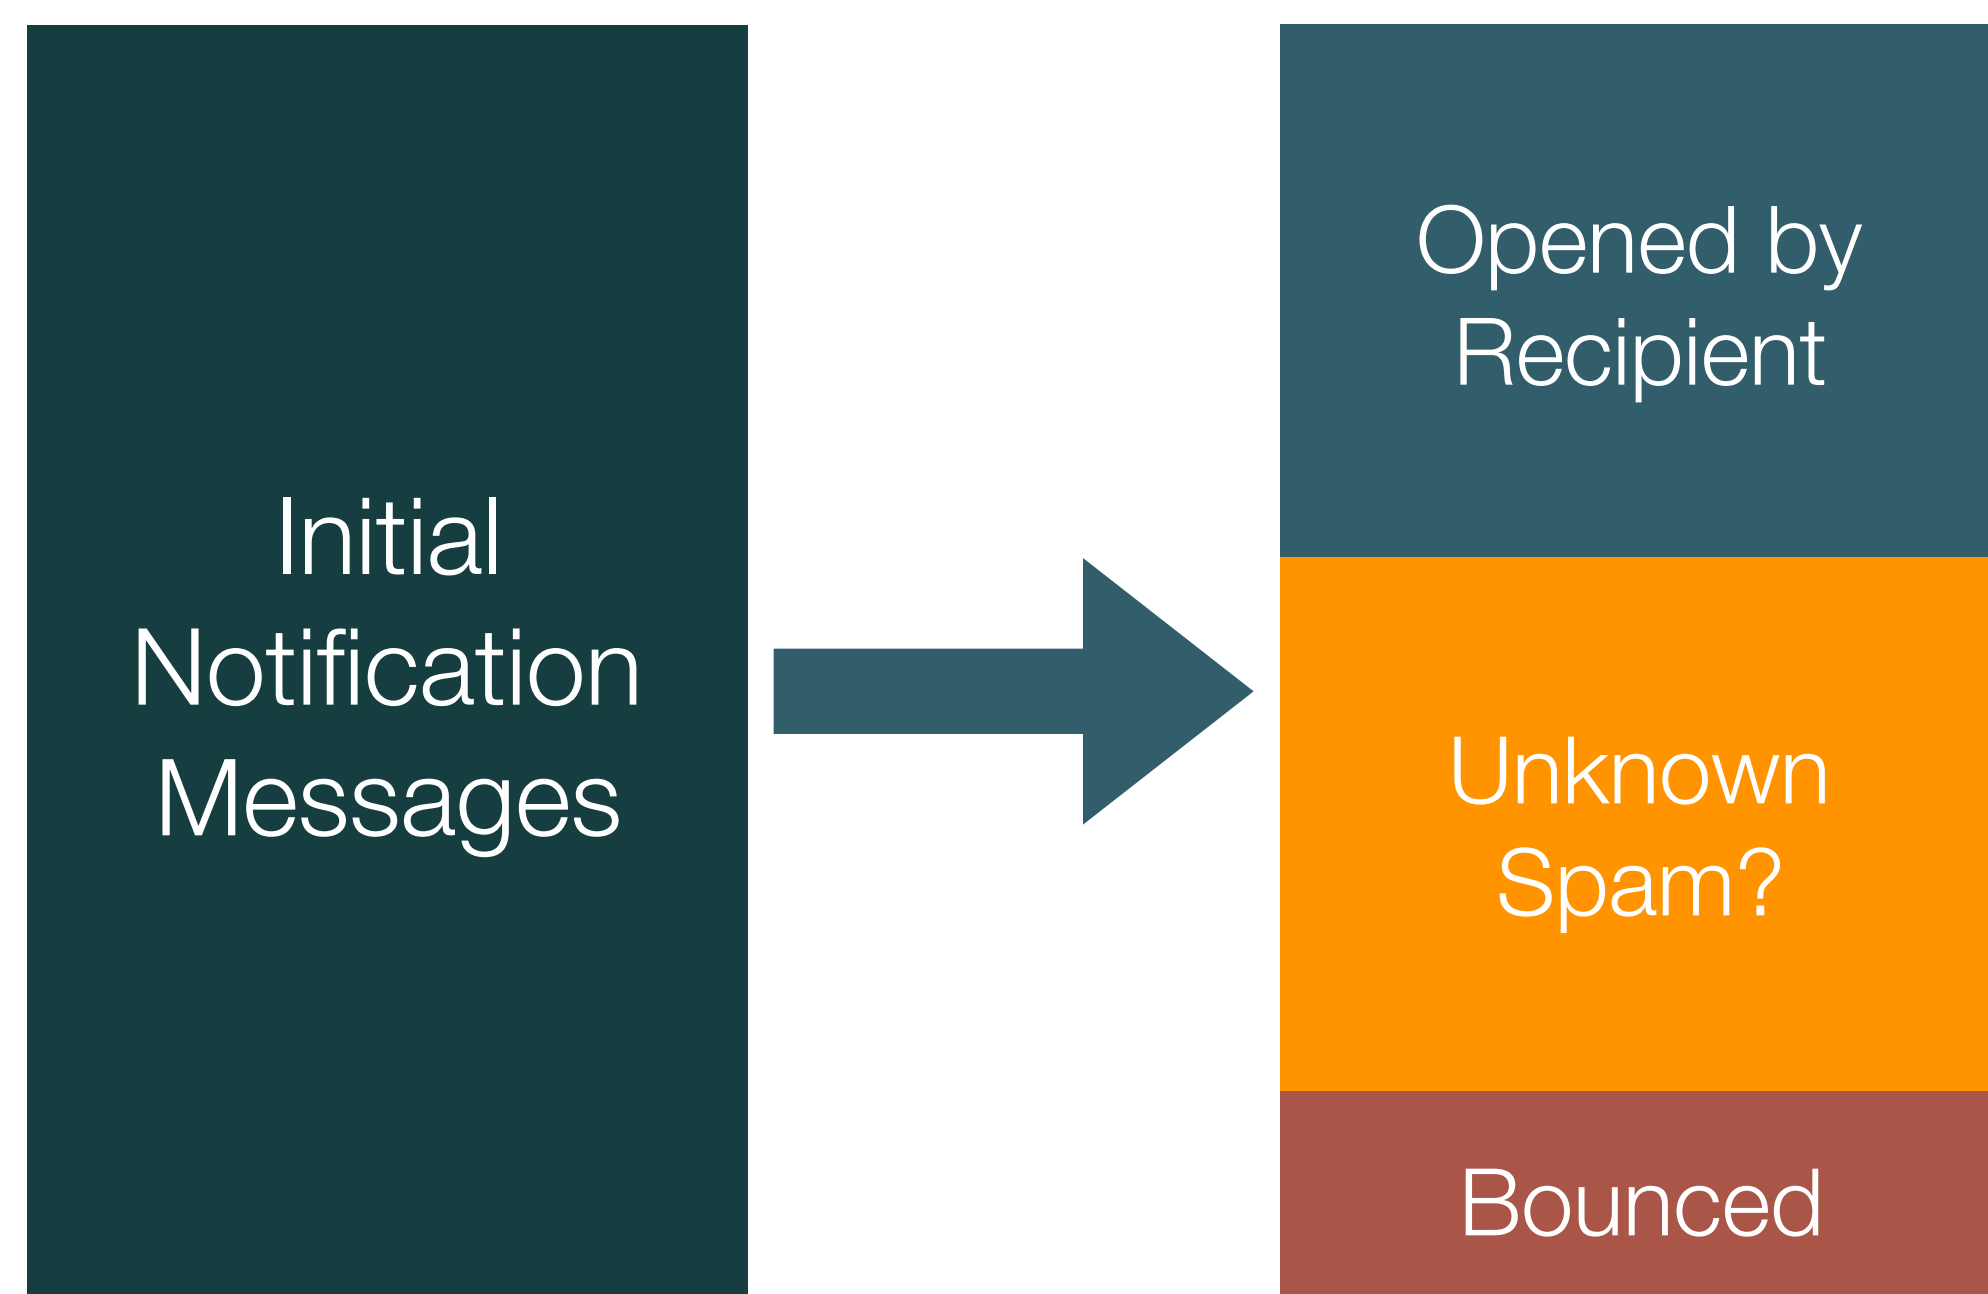 Initial
Notification
Messages
Opened by
Recipient
Unknown
Spam?
Bounced